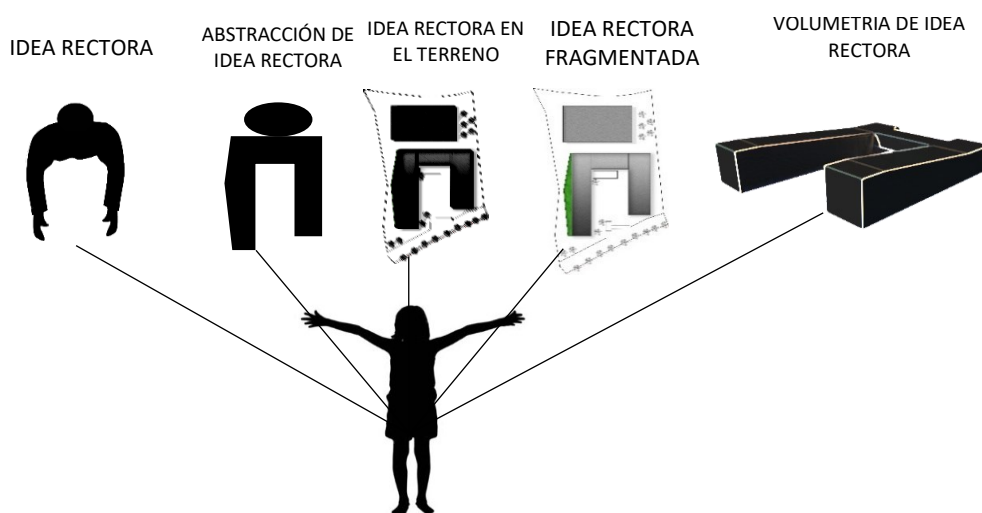 IDEA RECTORA
ABSTRACCIÓN DE
IDEA RECTORA
IDEA RECTORA EN
EL TERRENO
IDEA RECTORA
FRAGMENTADA
VOLUMETRIA DE IDEA
RECTORA